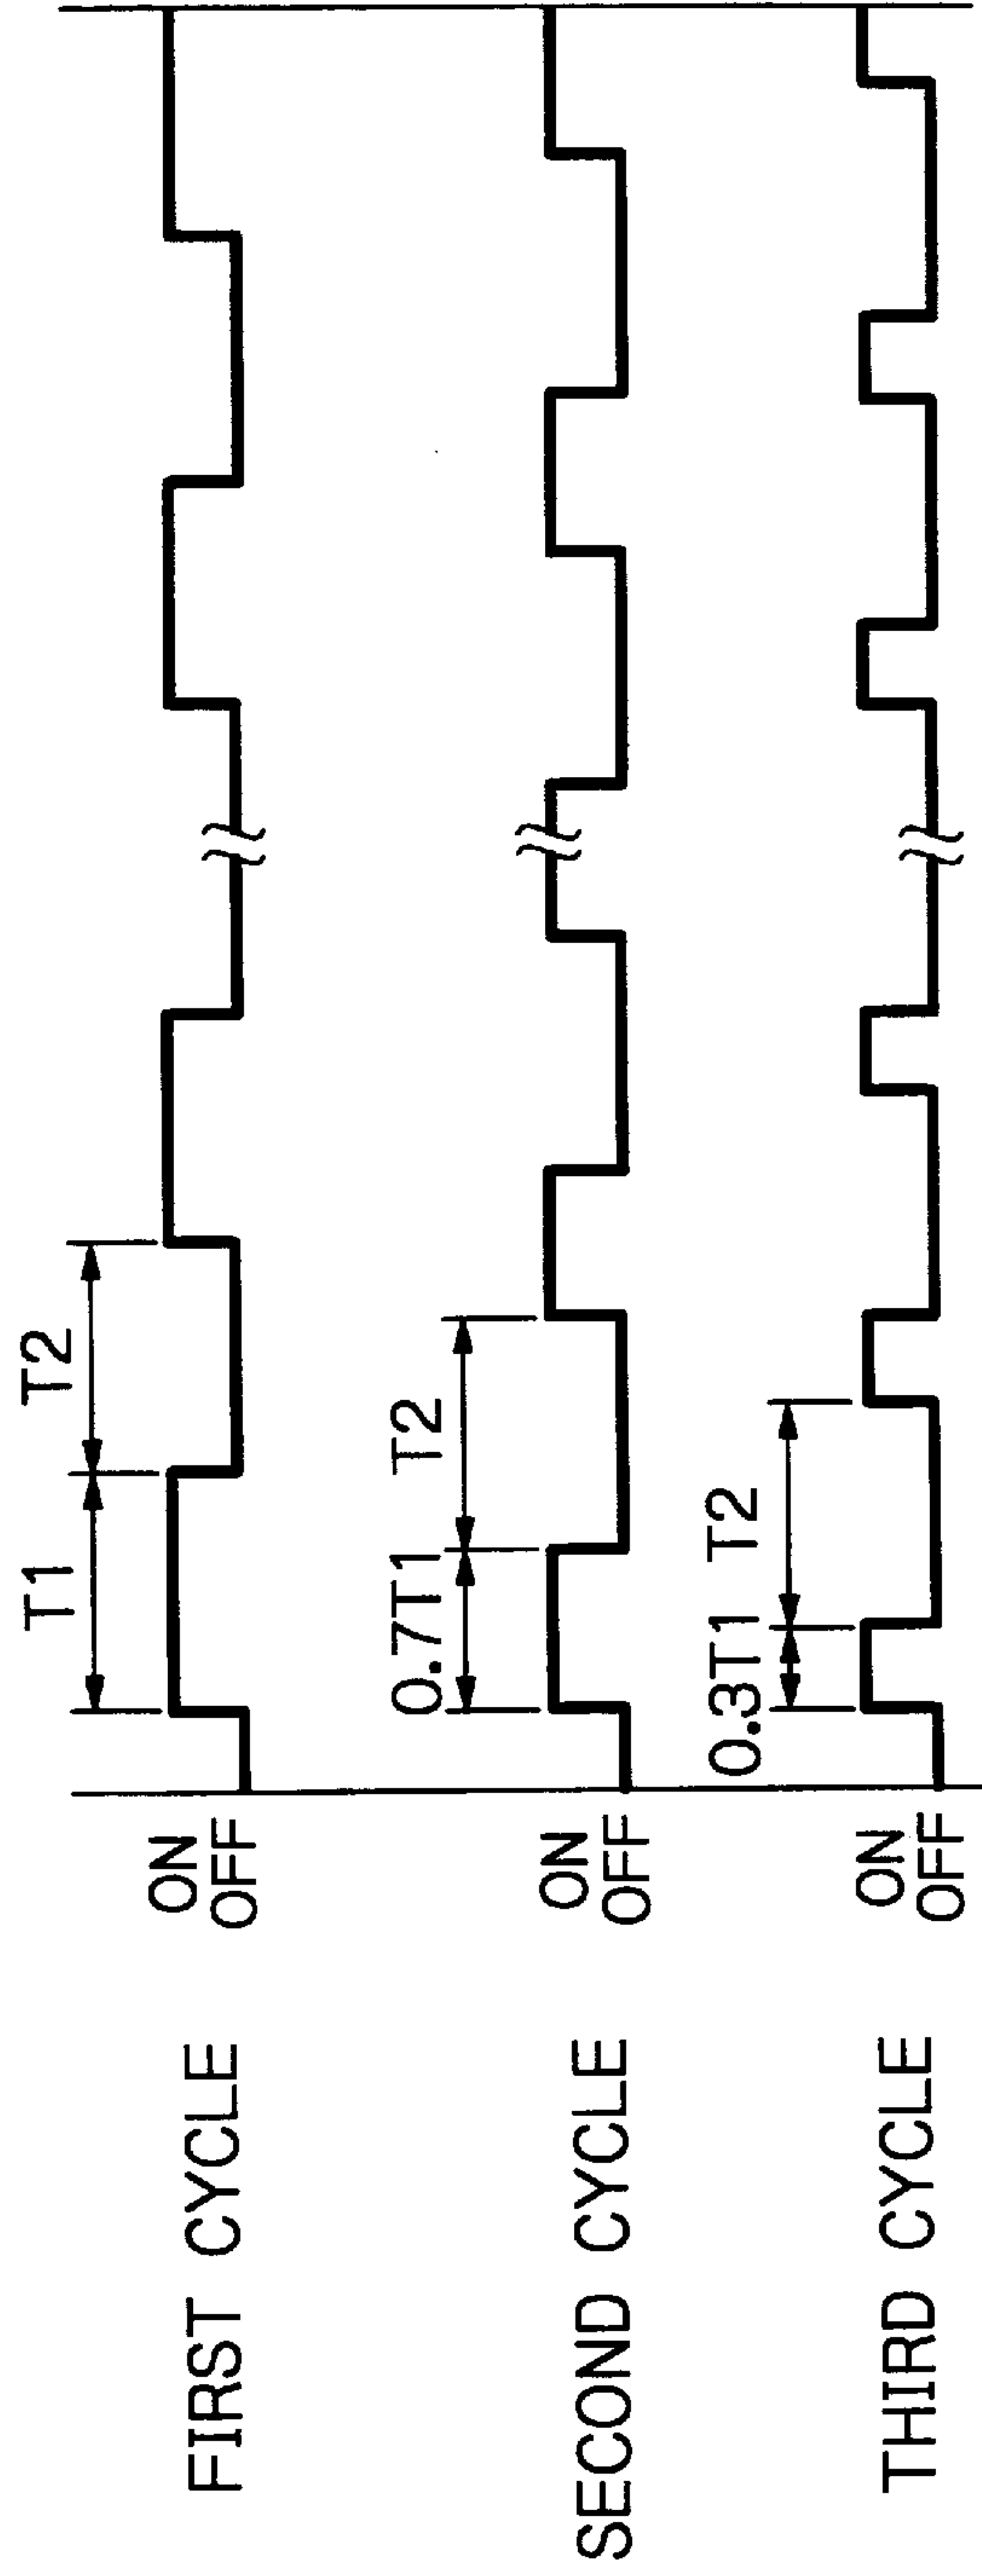 T1 T2
FIRST CYCLE ON
OFF
0.7T1 T2
SECOND CYCLE ON
OFF
0.3T1 T2
THIRD CYCLE ON
OFF